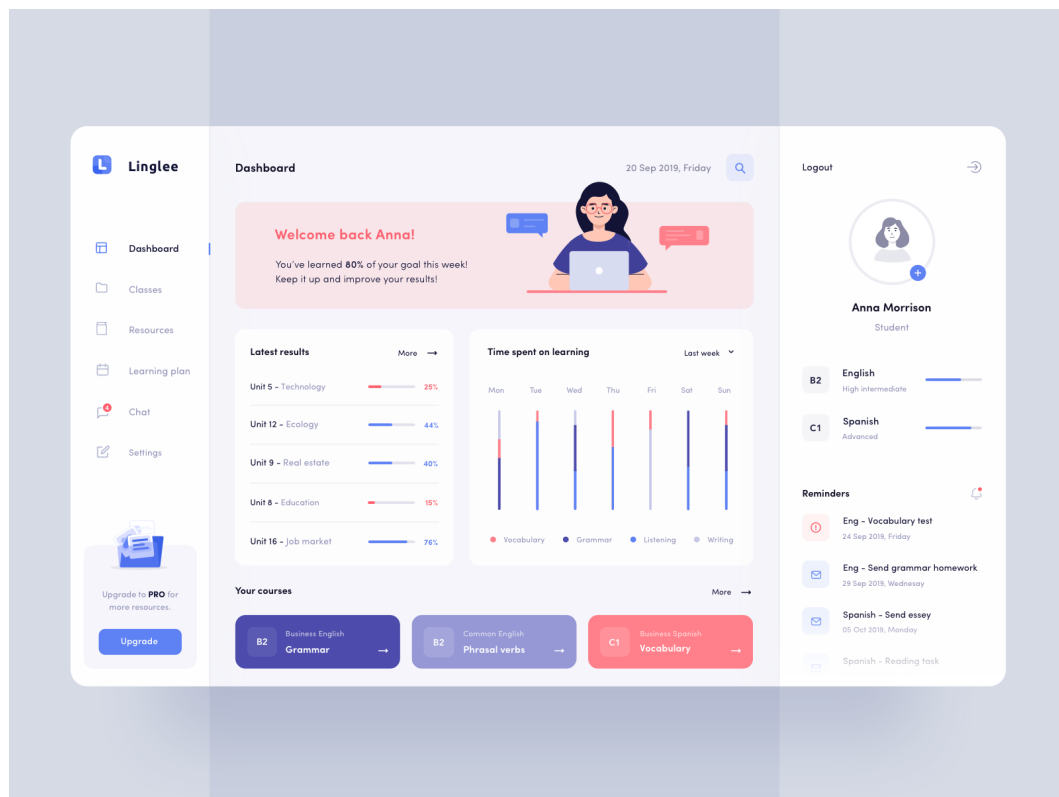 Linglee
Dashboard
Classes
Resources
Learning plan
4
Chat
Settings
Upgrade to PRO for
more resources.
Upgrade
Dashboard
20 Sep 2019, Friday
Welcome back Anna!
You've learned 80% of your goal this week!
Keep it up and improve your results!
Latest results
More →
Unit 5 - Technology 25%
Unit 12 - Ecology 44%
Unit 9 - Real estate 40%
Unit 8 - Education 15%
Unit 16 - Job market 76%
Time spent on learning
Last week
Mon Tue Wed Thu Fri Sat Sun
Vocabulary Grammar Listening Writing
Your courses
More →
B2
Business English
Grammar →
B2
Common English
Phrasal verbs →
C1
Business Spanish
Vocabulary →
Logout
Anna Morrison
Student
B2
English
High intermediate
C1
Spanish
Advanced
Reminders
Eng - Vocabulary test
24 Sep 2019, Friday
Eng - Send grammar homework
29 Sep 2019, Wednesay
Spanish - Send essey
05 Oct 2019, Monday
Spanish - Reading task